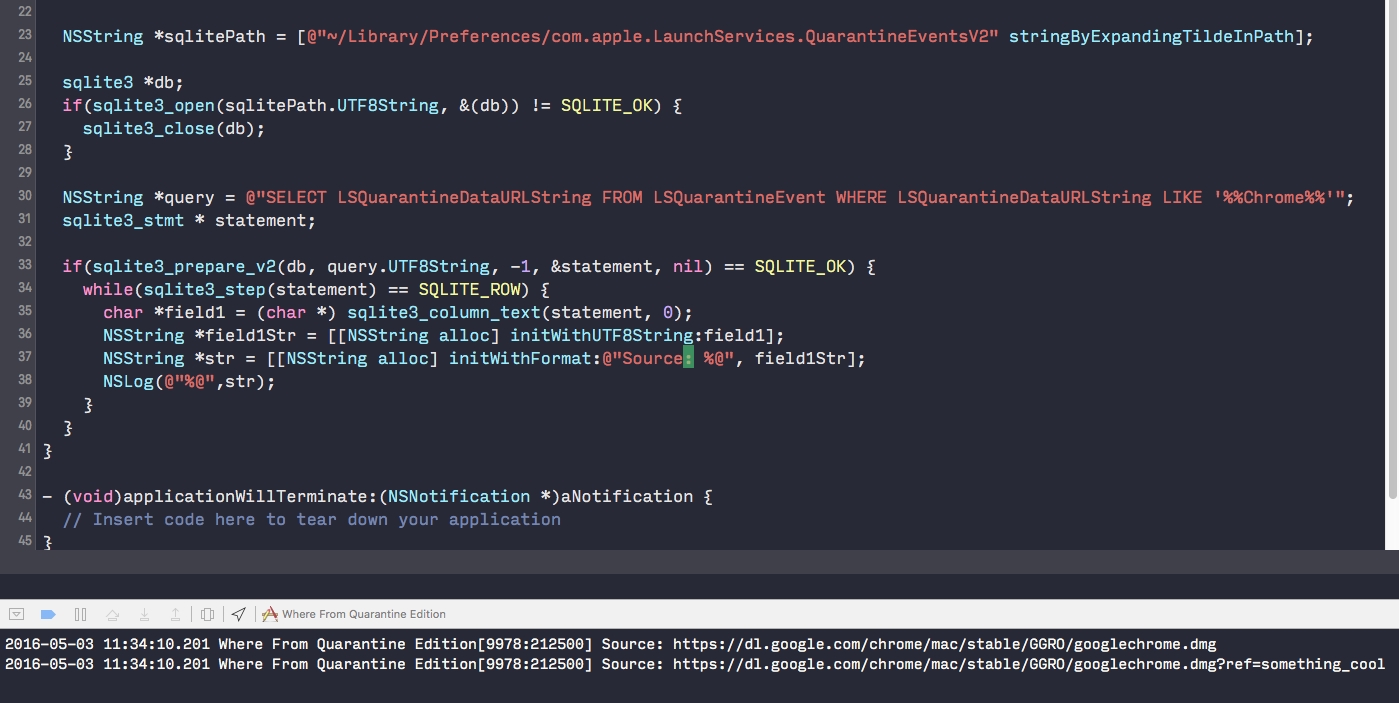 22
23 NSString *sqlitePath = [@"~/Library/Preferences/com.apple.LaunchServices.QuarantineEventsV2" stringByExpandingTildeInPath];
24
25 sqlite3 *db;
26 if(sqlite3_open(sqlitePath.UTF8String, &(db)) != SQLITE_OK) {
27 sqlite3_close(db);
28 }
29
30 NSString *query = @"SELECT LSQuarantineDataURLString FROM LSQuarantineEvent WHERE LSQuarantineDataURLString LIKE '%%Chrome%%'";
31 sqlite3_stmt * statement;
32
33 if(sqlite3_prepare_v2(db, query.UTF8String, -1, &statement, nil) == SQLITE_OK) {
34 while(sqlite3_step(statement) == SQLITE_ROW) {
35 char *field1 = (char *) sqlite3_column_text(statement, 0);
36 NSString *field1Str = [[NSString alloc] initWithUTF8String:field1];
37 NSString *str = [[NSString alloc] initWithFormat:@"Source: %@", field1Str];
38 NSLog(@"%@",str);
39 }
40 }
41 }
42
43 - (void)applicationWillTerminate:(NSNotification *)aNotification {
44 // Insert code here to tear down your application
45 }
Where From Quarantine Edition
2016-05-03 11:34:10.201 Where From Quarantine Edition[9978:212500] Source: https://dl.google.com/chrome/mac/stable/GGRO/googlechrome.dmg
2016-05-03 11:34:10.201 Where From Quarantine Edition[9978:212500] Source: https://dl.google.com/chrome/mac/stable/GGRO/googlechrome.dmg?ref=something_cool